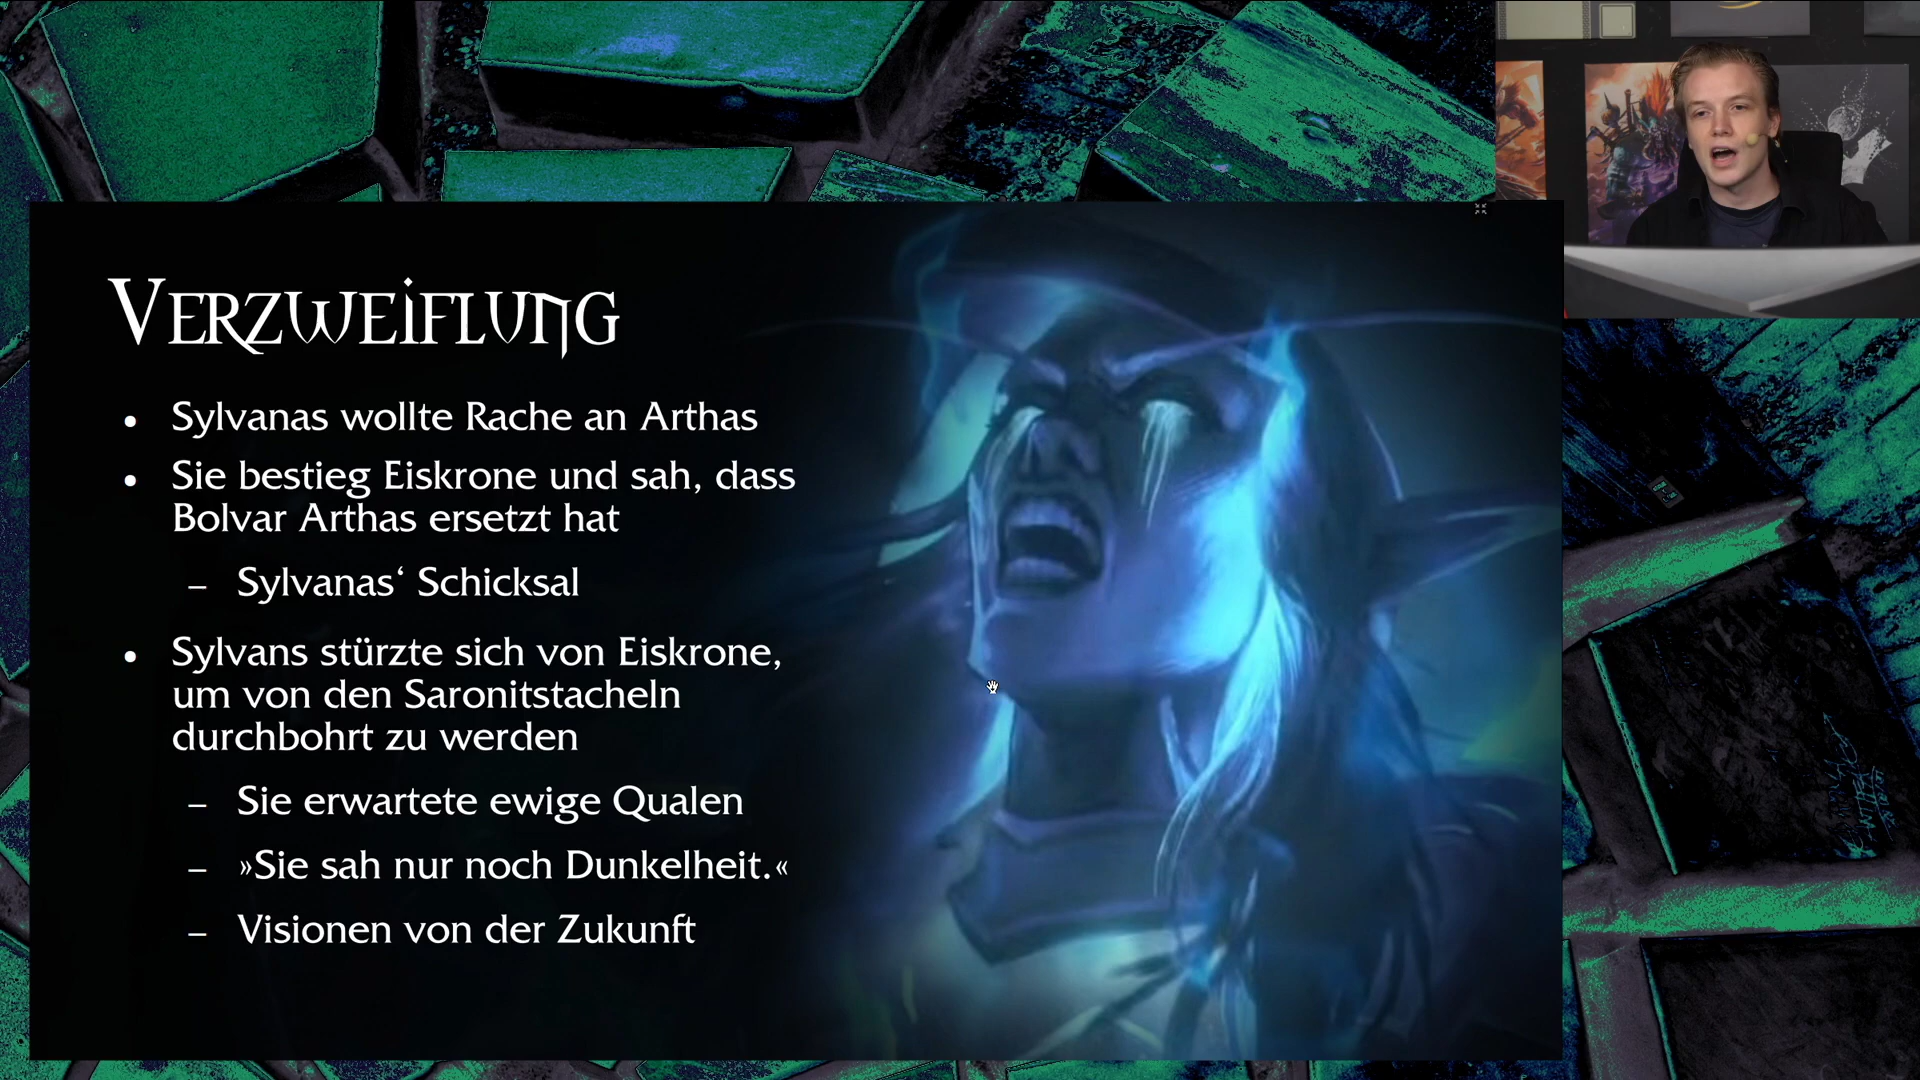 VERZWEIFLUNG
• Sylvanas wollte Rache an Arthas
• Sie bestieg Eiskrone und sah, dass
Bolvar Arthas ersetzt hat
– Sylvanas‘ Schicksal
• Sylvans stürzte sich von Eiskrone,
um von den Saronitstacheln
durchbohrt zu werden
– Sie erwartete ewige Qualen
– »Sie sah nur noch Dunkelheit.«
– Visionen von der Zukunft